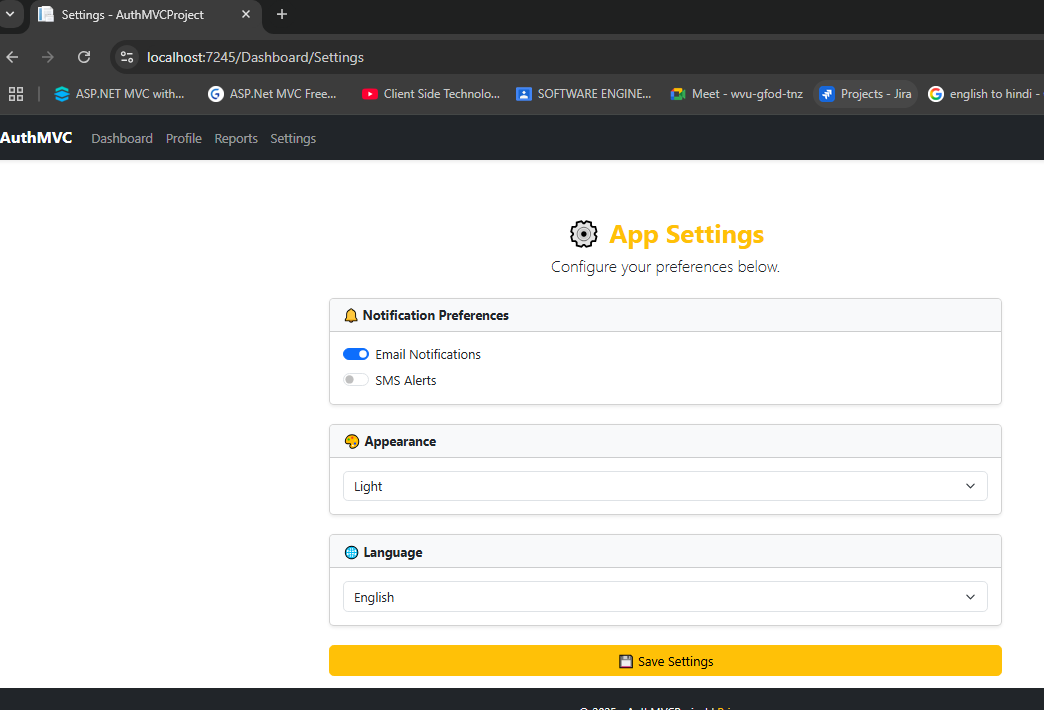 Settings - AuthMVCProject
localhost:7245/Dashboard/Settings
ASP.NET MVC with... ASP.Net MVC Free... Client Side Technolo... SOFTWARE ENGINE... Meet - wvu-gfod-tnz Projects - Jira english to hindi -
AuthMVC Dashboard Profile Reports Settings
App Settings
Configure your preferences below.
Notification Preferences
Email Notifications
SMS Alerts
Appearance
Light
Language
English
Save Settings